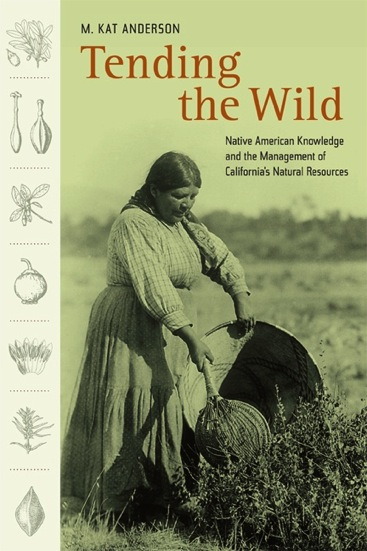 M. KAT ANDERSON
Tending
the Wild
Native American Knowledge
and the Management of
California's Natural Resources